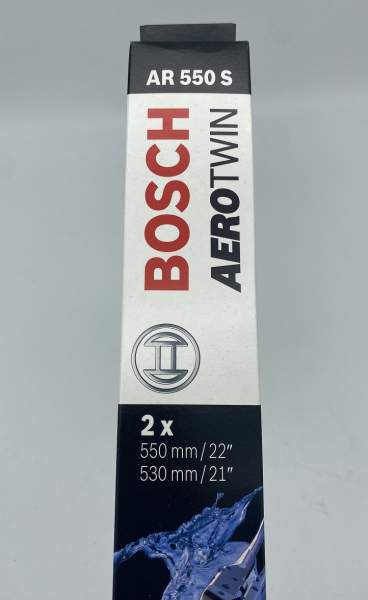 AR 550 S
BOSCH
AEROTWIN
2 x
550 mm/22"
530 mm/21"